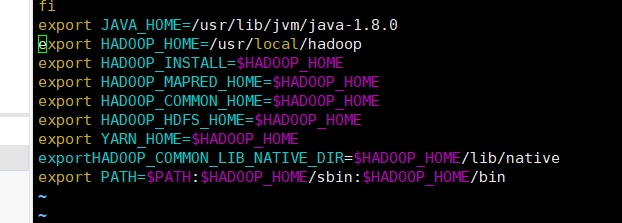 fi
export JAVA_HOME=/usr/lib/jvm/java-1.8.0
export HADOOP_HOME=/usr/local/hadoop
export HADOOP_INSTALL=$HADOOP_HOME
export HADOOP_MAPRED_HOME=$HADOOP_HOME
export HADOOP_COMMON_HOME=$HADOOP_HOME
export HADOOP_HDFS_HOME=$HADOOP_HOME
export YARN_HOME=$HADOOP_HOME
exportHADOOP_COMMON_LIB_NATIVE_DIR=$HADOOP_HOME/lib/native
export PATH=$PATH:$HADOOP_HOME/sbin:$HADOOP_HOME/bin
~
~